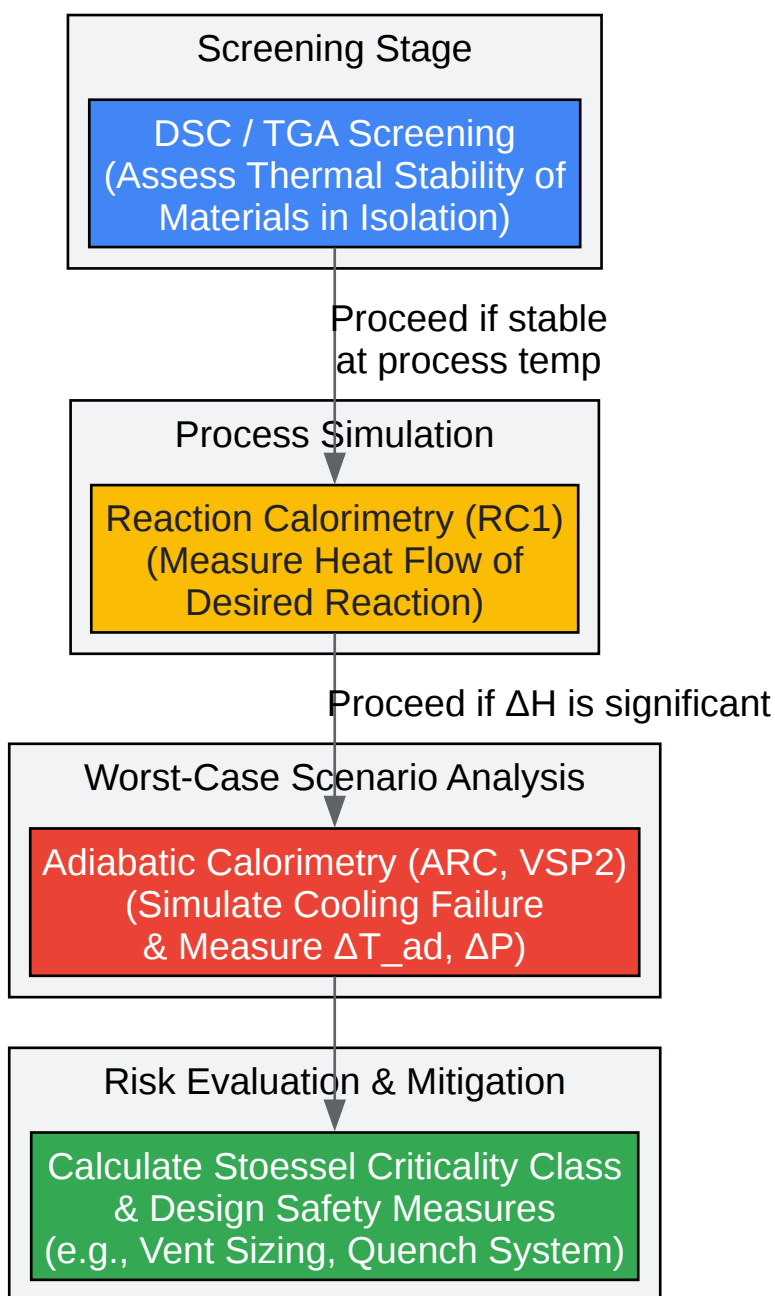 Screening Stage
DSC / TGA Screening
(Assess Thermal Stability of
Materials in Isolation)
Proceed if stable
at process temp
Process Simulation
Reaction Calorimetry (RC1)
(Measure Heat Flow of
Desired Reaction)
Proceed if ΔH is significant
Worst-Case Scenario Analysis
Adiabatic Calorimetry (ARC, VSP2)
(Simulate Cooling Failure
& Measure ΔT_ad, ΔP)
Risk Evaluation & Mitigation
Calculate Stoessel Criticality Class
& Design Safety Measures
(e.g., Vent Sizing, Quench System)